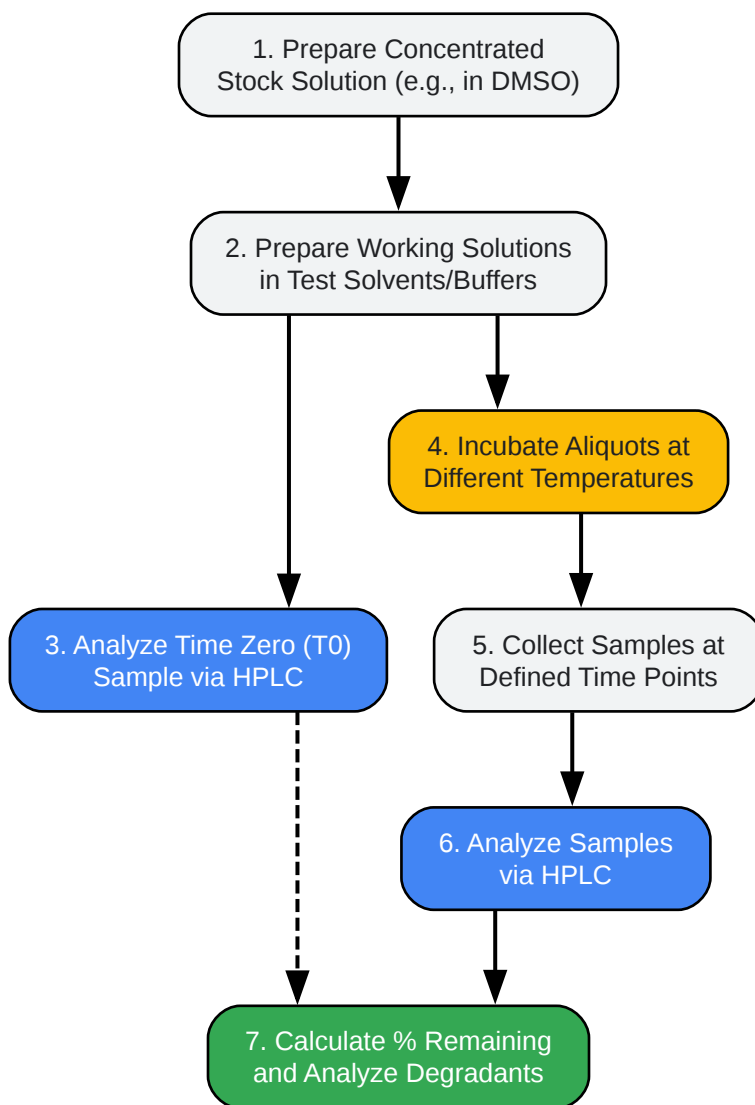 1. Prepare Concentrated
Stock Solution (e.g., in DMSO)
2. Prepare Working Solutions
in Test Solvents/Buffers
4. Incubate Aliquots at
Different Temperatures
3. Analyze Time Zero (T0)
Sample via HPLC
5. Collect Samples at
Defined Time Points
6. Analyze Samples
via HPLC
7. Calculate % Remaining
and Analyze Degradants